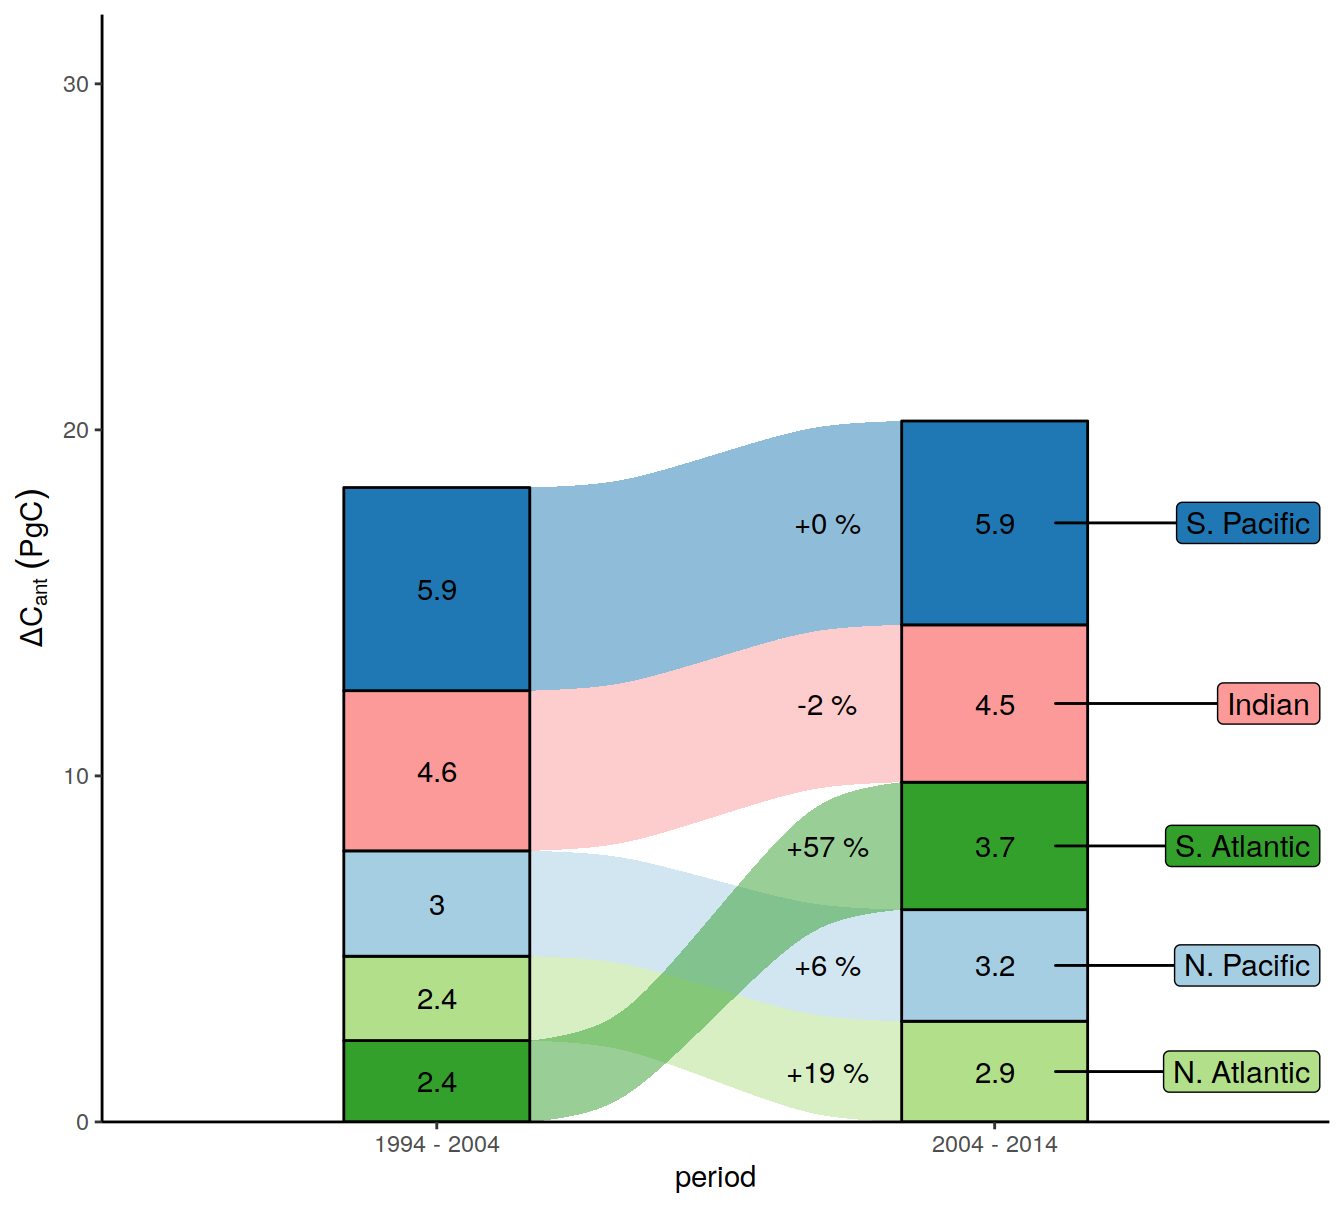 30
20
10
0
ΔCant (PgC)
5.9
4.6
3
2.4
2.4
+0 %
-2 %
+57 %
+6 %
+19 %
5.9
4.5
3.7
3.2
2.9
S. Pacific
Indian
S. Atlantic
N. Pacific
N. Atlantic
1994 - 2004
2004 - 2014
period